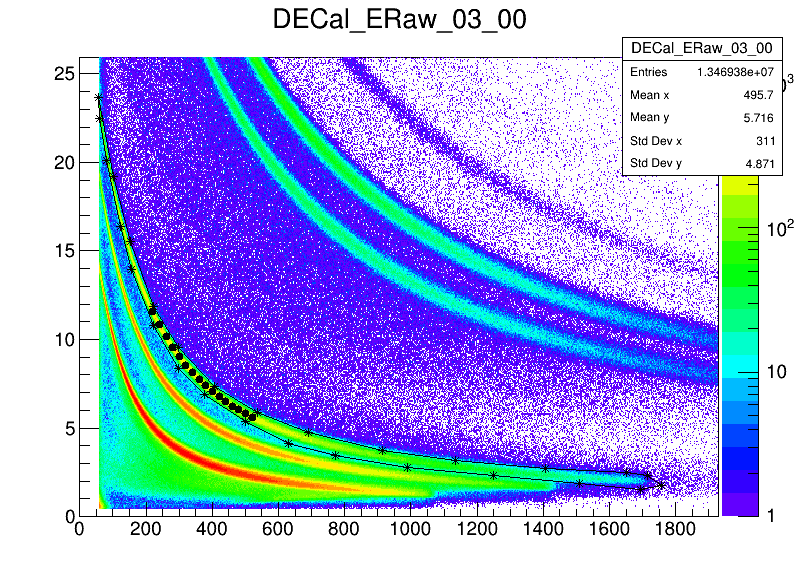 DECal_ERaw_03_00
DECal_ERaw_03_00
Entries 1.346938e+07
Mean x 495.7
Mean y 5.716
Std Dev x 311
Std Dev y 4.871
25
20
15
10
5
0
0 200 400 600 800 1000 1200 1400 1600 1800
10²
10
1